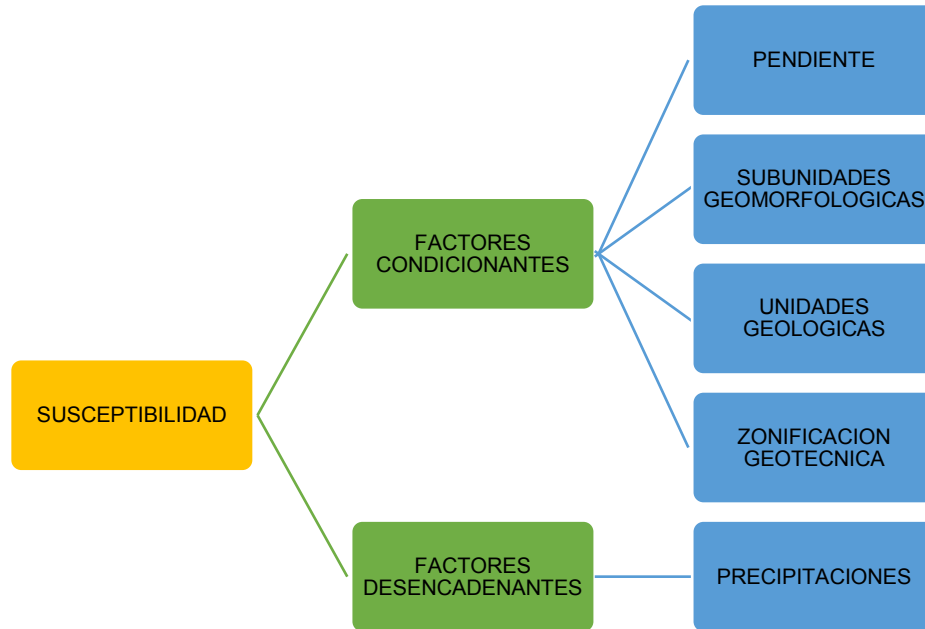 PENDIENTE
SUBUNIDADES
GEOMORFOLOGICAS
FACTORES
CONDICIONANTES
UNIDADES
GEOLOGICAS
SUSCEPTIBILIDAD
ZONIFICACION
GEOTECNICA
FACTORES
DESENCADENANTES
PRECIPITACIONES